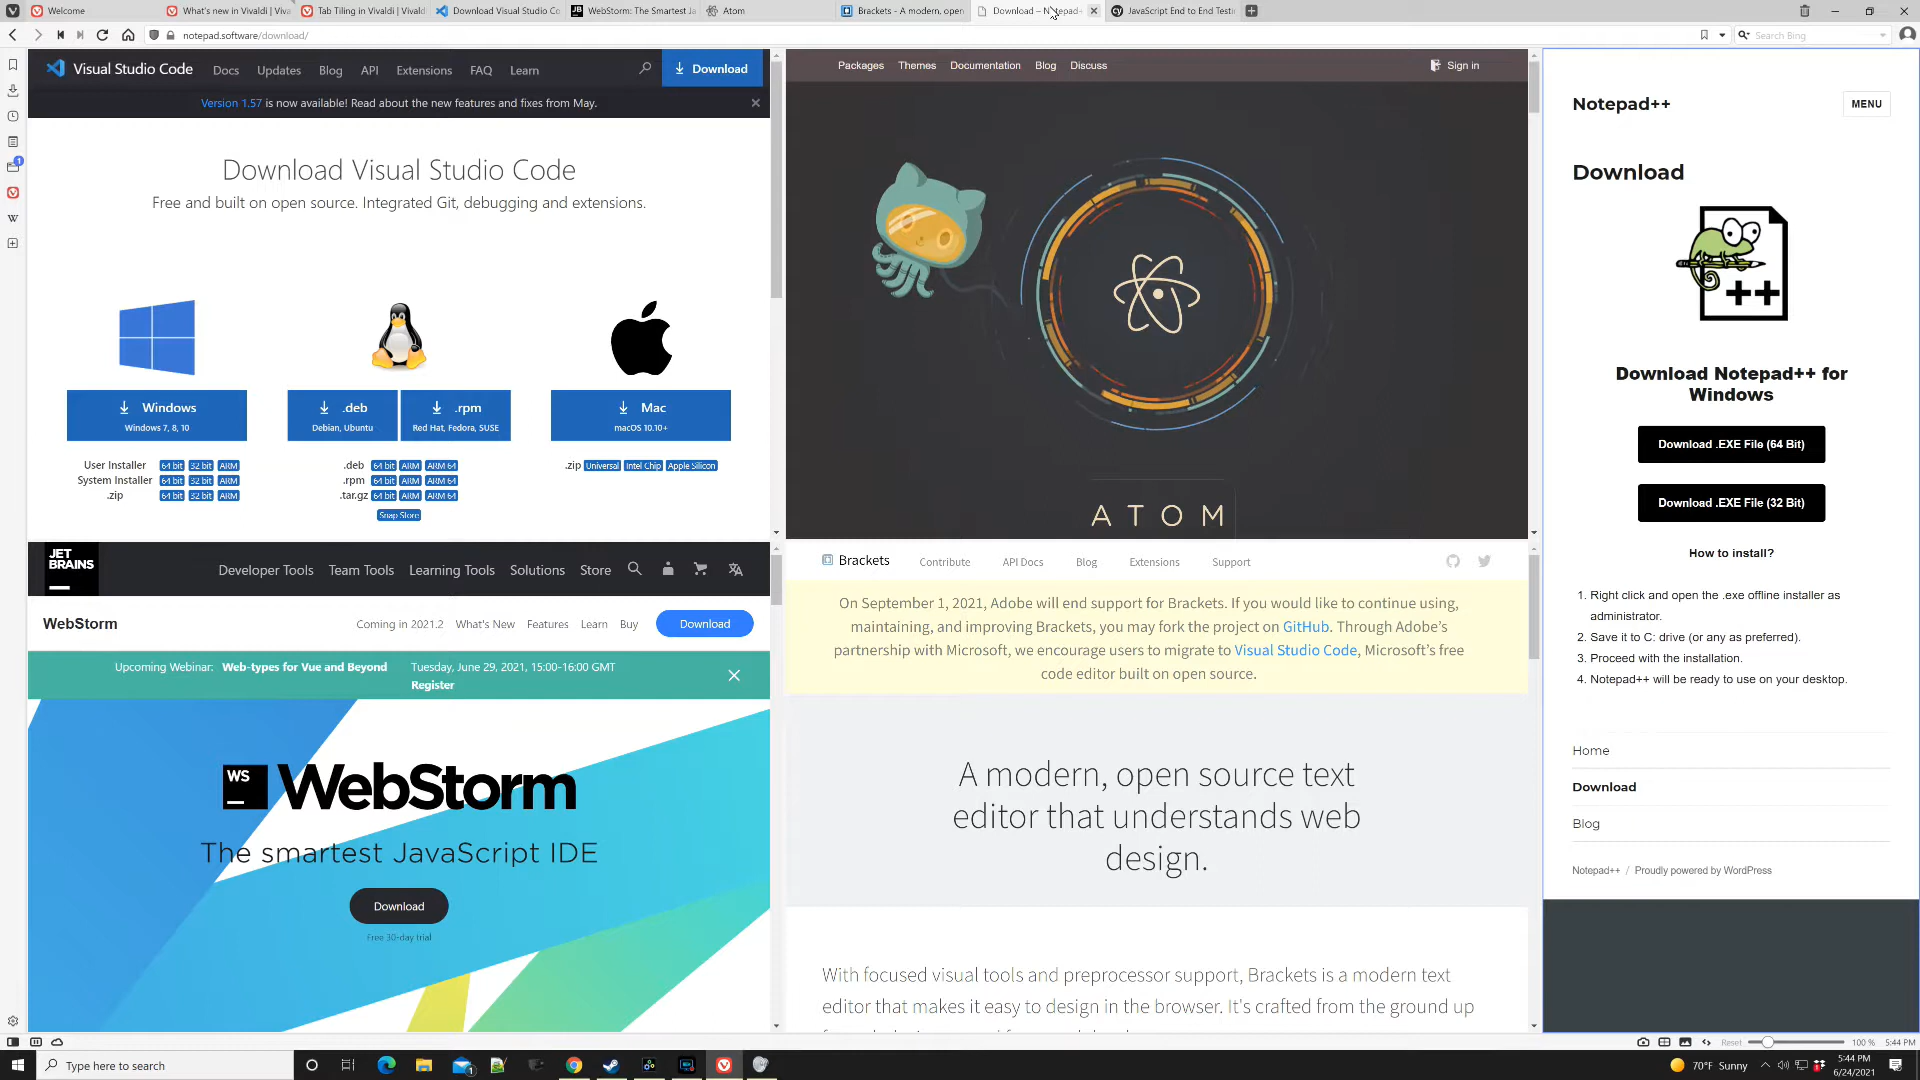 Welcome
What's new in Vivaldi | Viva
Tab Tiling in Vivaldi | Vivald
Download Visual Studio Co
WebStorm: The Smartest Ja
Atom
Brackets - A modern, open
Download – Notepad+
JavaScript End to End Testi
notepad.software/download/
Search Bing
Visual Studio Code
Docs
Updates
Blog
API
Extensions
FAQ
Learn
Download
Version 1.57 is now available! Read about the new features and fixes from May.
Download Visual Studio Code
Free and built on open source. Integrated Git, debugging and extensions.
Windows
Windows 7, 8, 10
.deb
Debian, Ubuntu
.rpm
Red Hat, Fedora, SUSE
Mac
macOS 10.10+
User Installer 64 bit 32 bit ARM
System Installer 64 bit 32 bit ARM
.zip 64 bit 32 bit ARM
.deb 64 bit ARM ARM 64
.rpm 64 bit ARM ARM 64
.tar.gz 64 bit ARM ARM 64
Snap Store
.zip Universal Intel Chip Apple Silicon
Packages
Themes
Documentation
Blog
Discuss
Sign in
ATOM
JET
BRAINS
Developer Tools
Team Tools
Learning Tools
Solutions
Store
WebStorm
Coming in 2021.2
What's New
Features
Learn
Buy
Download
Upcoming Webinar: Web-types for Vue and Beyond
Tuesday, June 29, 2021, 15:00-16:00 GMT
Register
WS
WebStorm
The smartest JavaScript IDE
Download
Free 30-day trial
Brackets
Contribute
API Docs
Blog
Extensions
Support
On September 1, 2021, Adobe will end support for Brackets. If you would like to continue using,
maintaining, and improving Brackets, you may fork the project on GitHub. Through Adobe's
partnership with Microsoft, we encourage users to migrate to Visual Studio Code, Microsoft's free
code editor built on open source.
A modern, open source text
editor that understands web
design.
With focused visual tools and preprocessor support, Brackets is a modern text
editor that makes it easy to design in the browser. It's crafted from the ground up
Notepad++
MENU
Download
++
Download Notepad++ for
Windows
Download .EXE File (64 Bit)
Download .EXE File (32 Bit)
How to install?
1. Right click and open the .exe offline installer as
administrator.
2. Save it to C: drive (or any as preferred).
3. Proceed with the installation.
4. Notepad++ will be ready to use on your desktop.
Home
Download
Blog
Notepad++ / Proudly powered by WordPress
Reset
100 %
5:44 PM
Type here to search
70°F Sunny
5:44 PM
6/24/2021